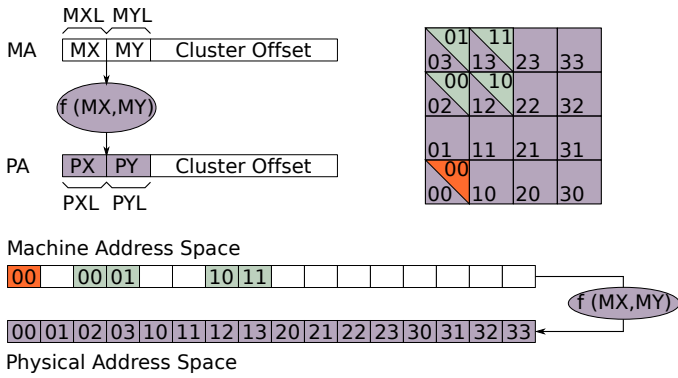 MXL MYL
MA MX MY Cluster Offset
f (MX,MY)
PA PX PY Cluster Offset
PXL PYL
01 11
03 13 23 33
00 10
02 12 22 32
01 11 21 31
00
00 10 20 30
Machine Address Space
00 00 01 10 11
f (MX,MY)
00 01 02 03 10 11 12 13 20 21 22 23 30 31 32 33
Physical Address Space